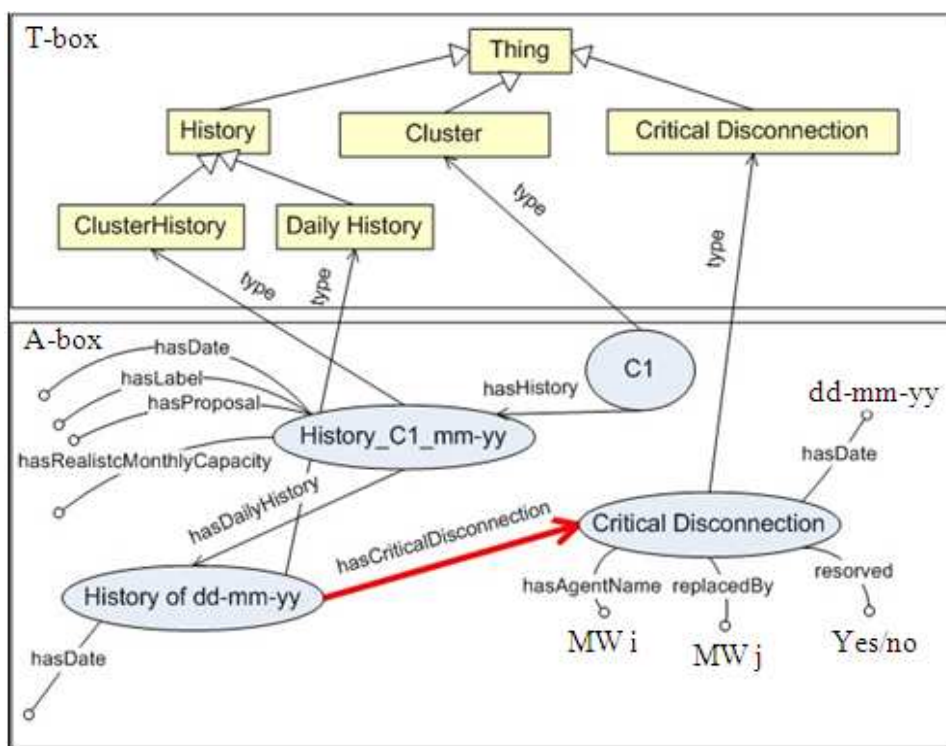 T-box
Thing
History
Cluster
Critical Disconnection
ClusterHistory
Daily History
type
type
type
type
A-box
hasDate
hasLabel
hasProposal
hasRealistcMonthlyCapacity
C1
hasHistory
History_C1_mm-yy
dd-mm-yy
hasDate
hasDailyHistory
hasCriticalDisconnection
Critical Disconnection
History of dd-mm-yy
hasAgentName
replacedBy
resorved
MW i
MW j
Yes/no
hasDate